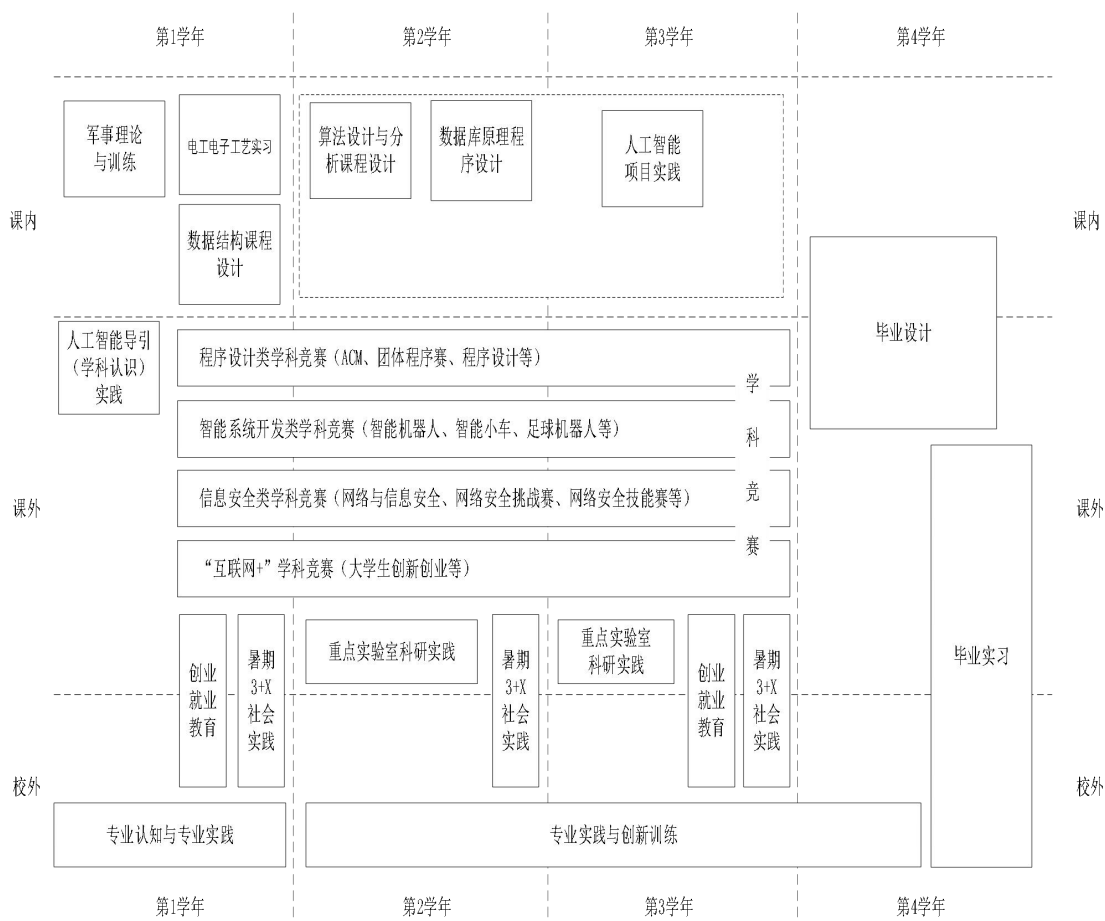 第1学年
第2学年
第3学年
第4学年
课内
课内
军事理论
与训练
电工电子工艺实习
数据结构课程
设计
算法设计与分
析课程设计
数据库原理程
序设计
人工智能
项目实践
毕业设计
人工智能导引
（学科认识）
实践
程序设计类学科竞赛（ACM、团体程序赛、程序设计等）
智能系统开发类学科竞赛（智能机器人、智能小车、足球机器人等）
信息安全类学科竞赛（网络与信息安全、网络安全挑战赛、网络安全技能赛等）
“互联网+”学科竞赛（大学生创新创业等）
学
科
竞
赛
课外
课外
创业
就业
教育
暑期
3+X
社会
实践
重点实验室科研实践
暑期
3+X
社会
实践
重点实验室
科研实践
创业
就业
教育
暑期
3+X
社会
实践
毕业实习
校外
校外
专业认知与专业实践
专业实践与创新训练
第1学年
第2学年
第3学年
第4学年